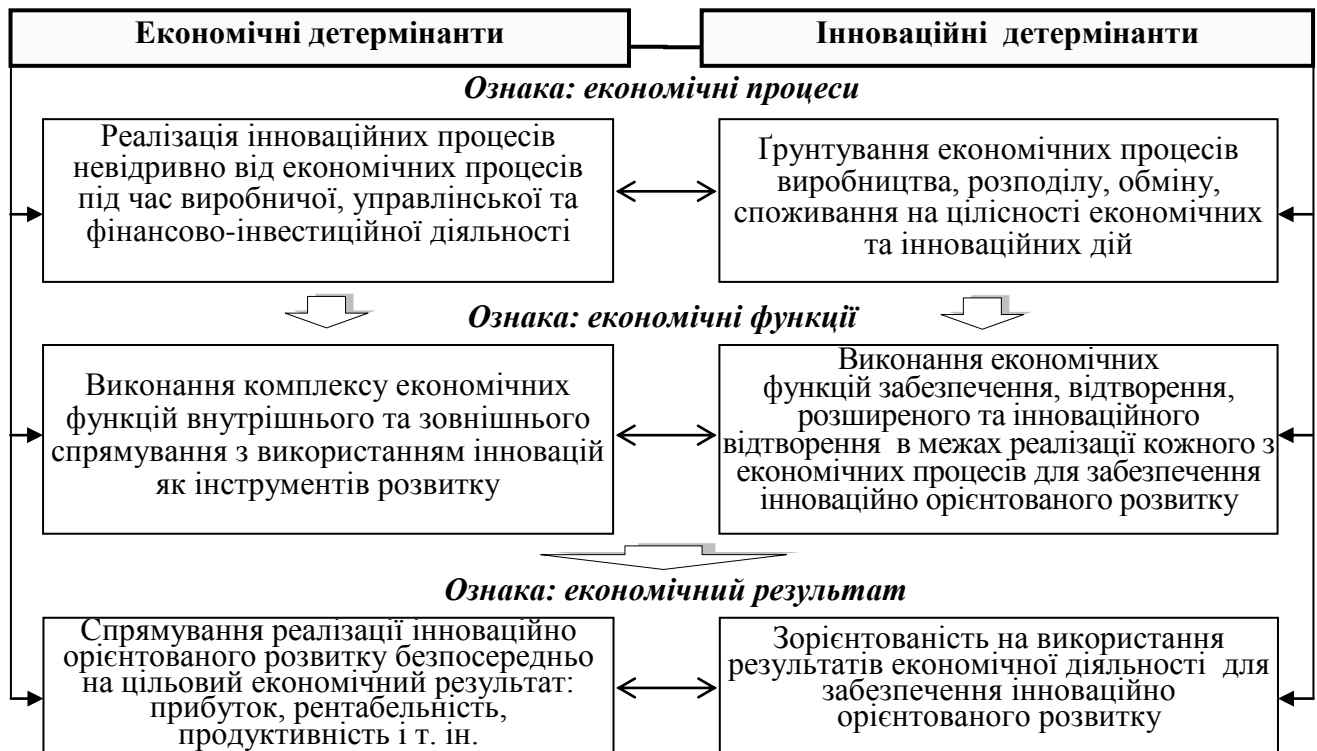 Економічні детермінанти
Інноваційні детермінанти
Ознака: економічні процеси
Реалізація інноваційних процесів
невідривно від економічних процесів
під час виробничої, управлінської та
фінансово-інвестиційної діяльності
Ґрунтування економічних процесів
виробництва, розподілу, обміну,
споживання на цілісності економічних
та інноваційних дій
Ознака: економічні функції
Виконання комплексу економічних
функцій внутрішнього та зовнішнього
спрямування з використанням інновацій
як інструментів розвитку
Виконання економічних
функцій забезпечення, відтворення,
розширеного та інноваційного
відтворення в межах реалізації кожного з
економічних процесів для забезпечення
інноваційно орієнтованого розвитку
Ознака: економічний результат
Спрямування реалізації інноваційно
орієнтованого розвитку безпосередньо
на цільовий економічний результат:
прибуток, рентабельність,
продуктивність і т. ін.
Зорієнтованість на використання
результатів економічної діяльності для
забезпечення інноваційно
орієнтованого розвитку